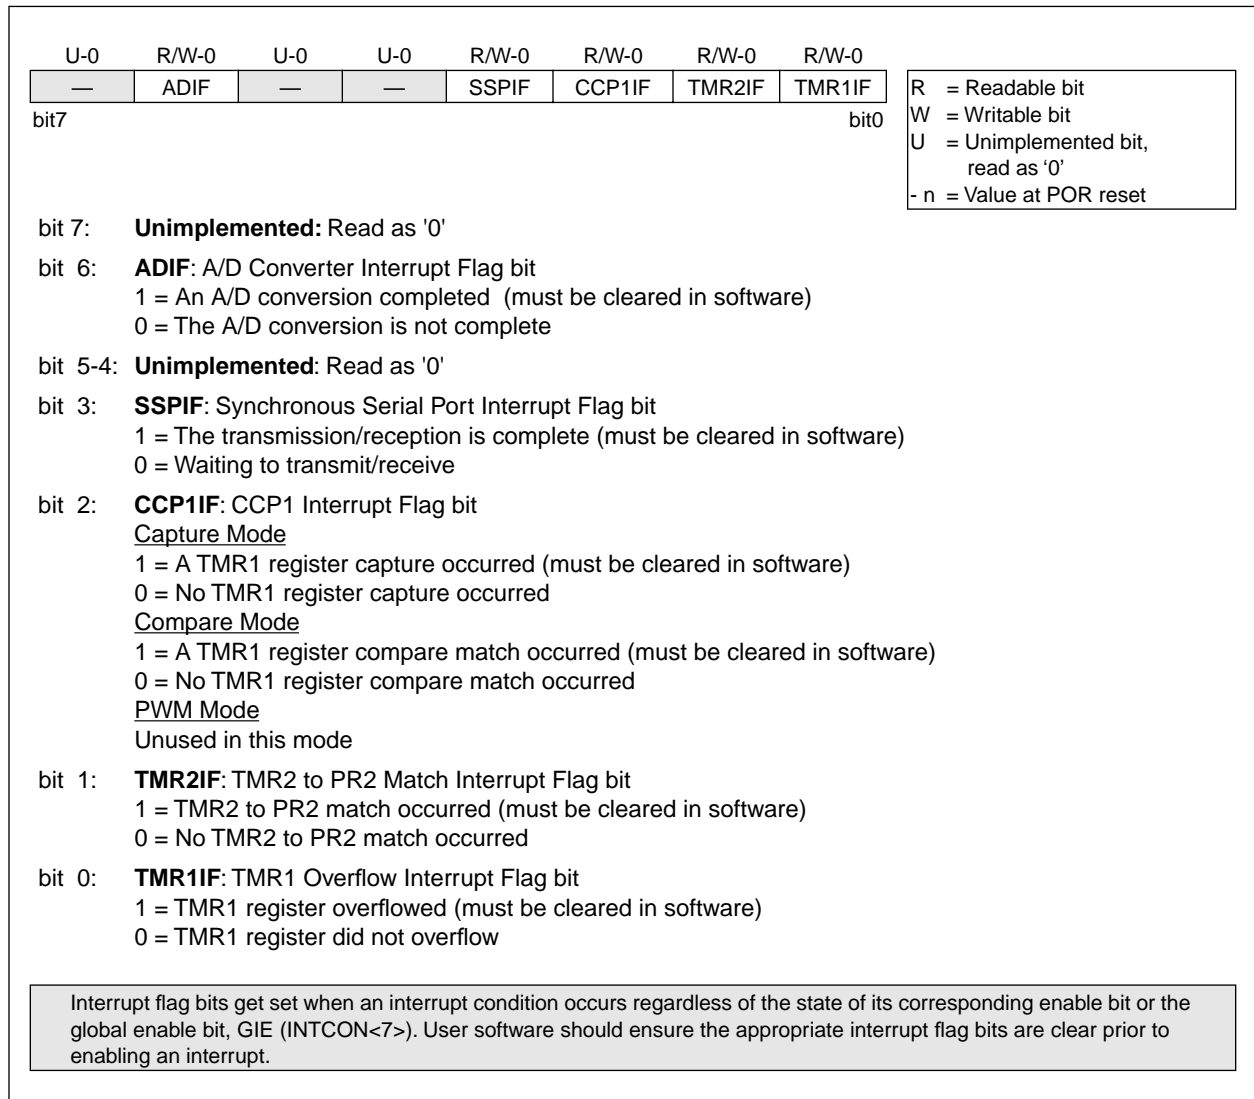 U-0 R/W-0 U-0 U-0 R/W-0 R/W-0 R/W-0 R/W-0
— ADIF — — SSPIF CCP1IF TMR2IF TMR1IF
bit7 bit0
R = Readable bit
W = Writable bit
U = Unimplemented bit,
read as ‘0’
- n = Value at POR reset
bit 7: Unimplemented: Read as '0'
bit 6: ADIF: A/D Converter Interrupt Flag bit
1 = An A/D conversion completed (must be cleared in software)
0 = The A/D conversion is not complete
bit 5-4: Unimplemented: Read as '0'
bit 3: SSPIF: Synchronous Serial Port Interrupt Flag bit
1 = The transmission/reception is complete (must be cleared in software)
0 = Waiting to transmit/receive
bit 2: CCP1IF: CCP1 Interrupt Flag bit
Capture Mode
1 = A TMR1 register capture occurred (must be cleared in software)
0 = No TMR1 register capture occurred
Compare Mode
1 = A TMR1 register compare match occurred (must be cleared in software)
0 = No TMR1 register compare match occurred
PWM Mode
Unused in this mode
bit 1: TMR2IF: TMR2 to PR2 Match Interrupt Flag bit
1 = TMR2 to PR2 match occurred (must be cleared in software)
0 = No TMR2 to PR2 match occurred
bit 0: TMR1IF: TMR1 Overflow Interrupt Flag bit
1 = TMR1 register overflowed (must be cleared in software)
0 = TMR1 register did not overflow
Interrupt flag bits get set when an interrupt condition occurs regardless of the state of its corresponding enable bit or the
global enable bit, GIE (INTCON<7>). User software should ensure the appropriate interrupt flag bits are clear prior to
enabling an interrupt.